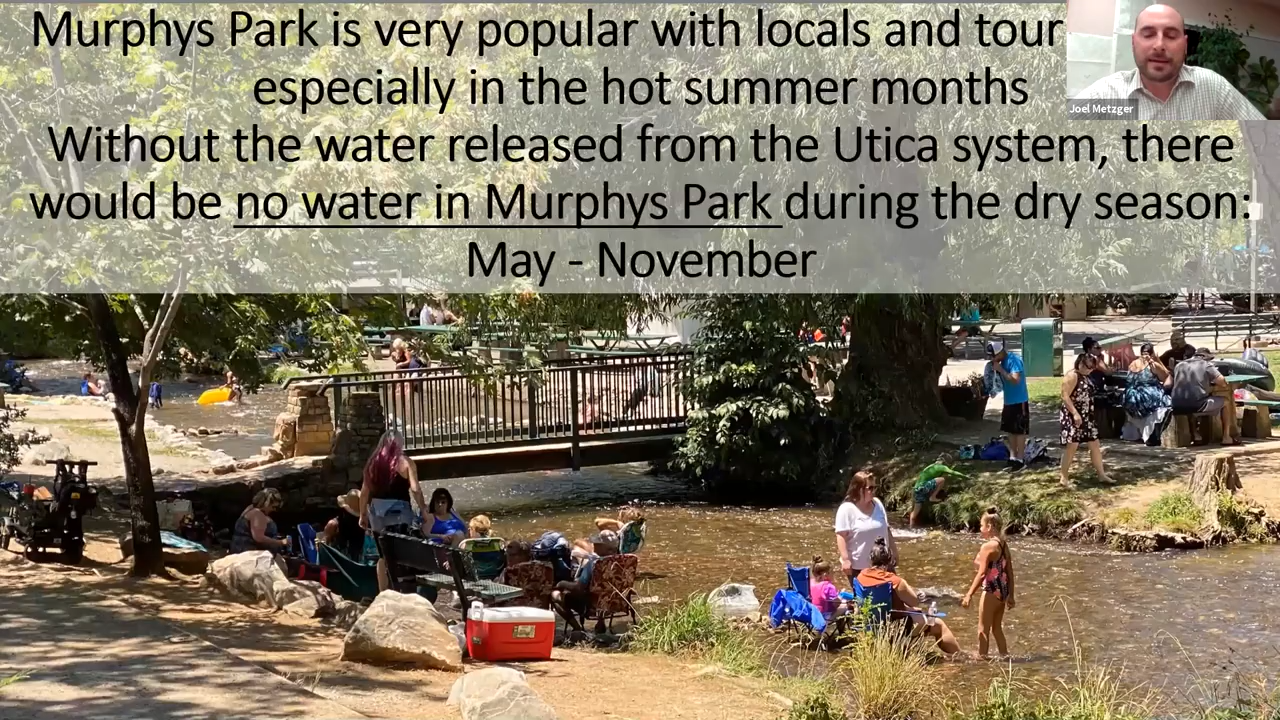 Murphys Park is very popular with locals and tour
especially in the hot summer months
Without the water released from the Utica system, there
would be no water in Murphys Park during the dry season:
May - November
Joel Metzger